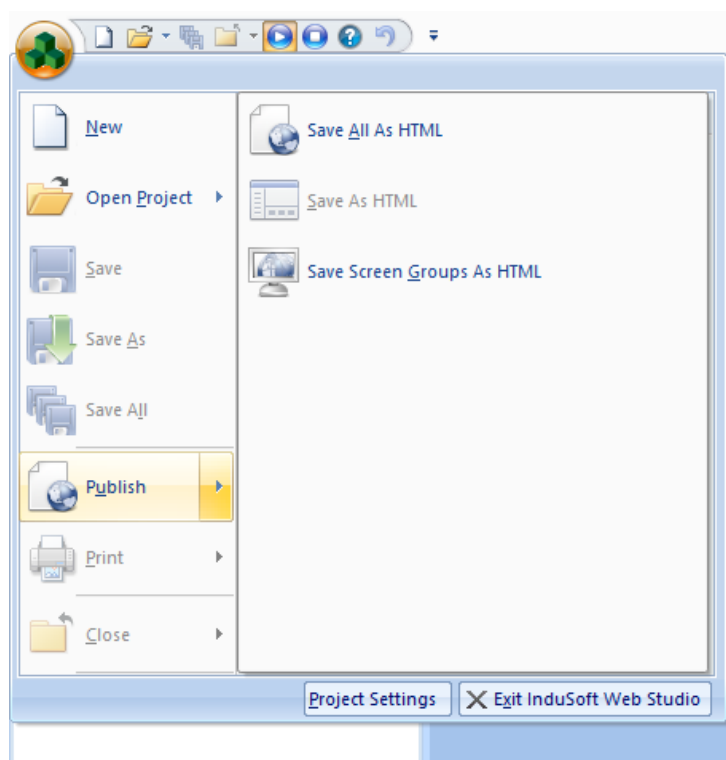 New
Open Project
Save
Save As
Save All
Publish
Print
Close
Save All As HTML
Save As HTML
Save Screen Groups As HTML
Project Settings
Exit InduSoft Web Studio